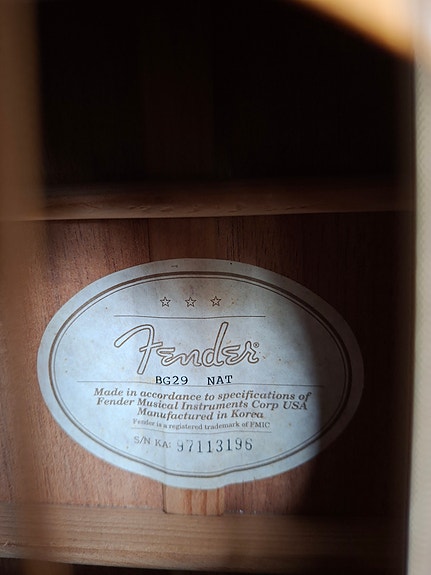 Fender®
BG29 NAT
Made in accordance to specifications of
Fender Musical Instruments Corp USA
Manufactured in Korea
Fender is a registered trademark of FMIC
S/N KA: 97113196